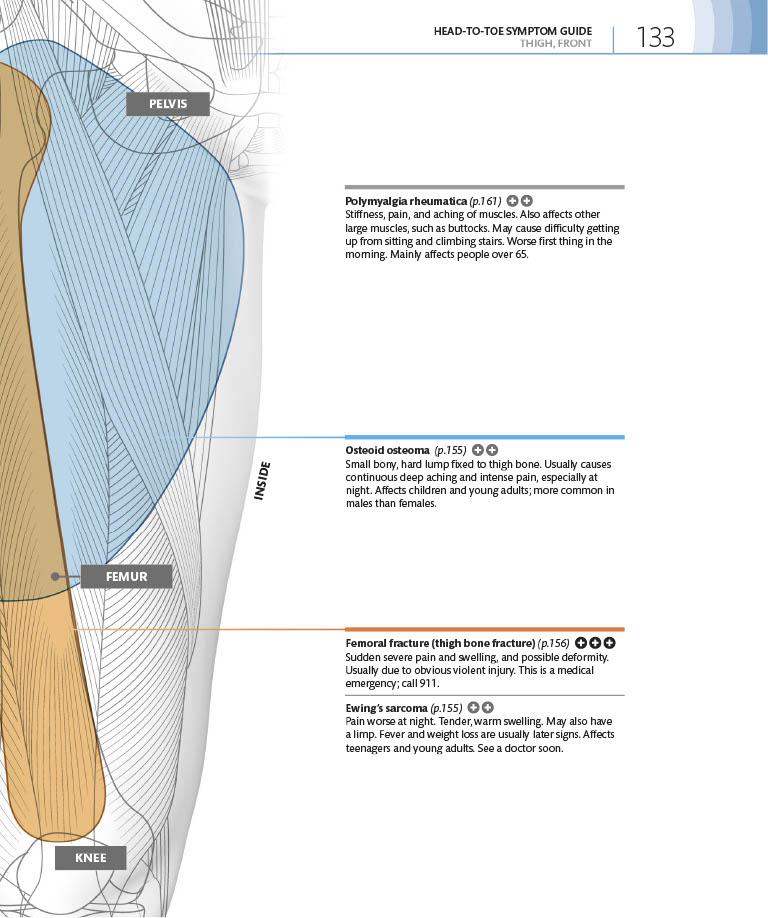 HEAD-TO-TOE SYMPTOM GUIDE
THIGH, FRONT
133
PELVIS
Polymyalgia rheumatica (p.161)
Stiffness, pain, and aching of muscles. Also affects other
large muscles, such as buttocks. May cause difficulty getting
up from sitting and climbing stairs. Worse first thing in the
morning. Mainly affects people over 65.
Osteoid osteoma (p.155)
Small bony, hard lump fixed to thigh bone. Usually causes
continuous deep aching and intense pain, especially at
night. Affects children and young adults; more common in
males than females.
INSIDE
FEMUR
Femoral fracture (thigh bone fracture) (p.156)
Sudden severe pain and swelling, and possible deformity.
Usually due to obvious violent injury. This is a medical
emergency; call 911.
Ewing's sarcoma (p.155)
Pain worse at night. Tender, warm swelling. May also have
a limp. Fever and weight loss are usually later signs. Affects
teenagers and young adults. See a doctor soon.
KNEE